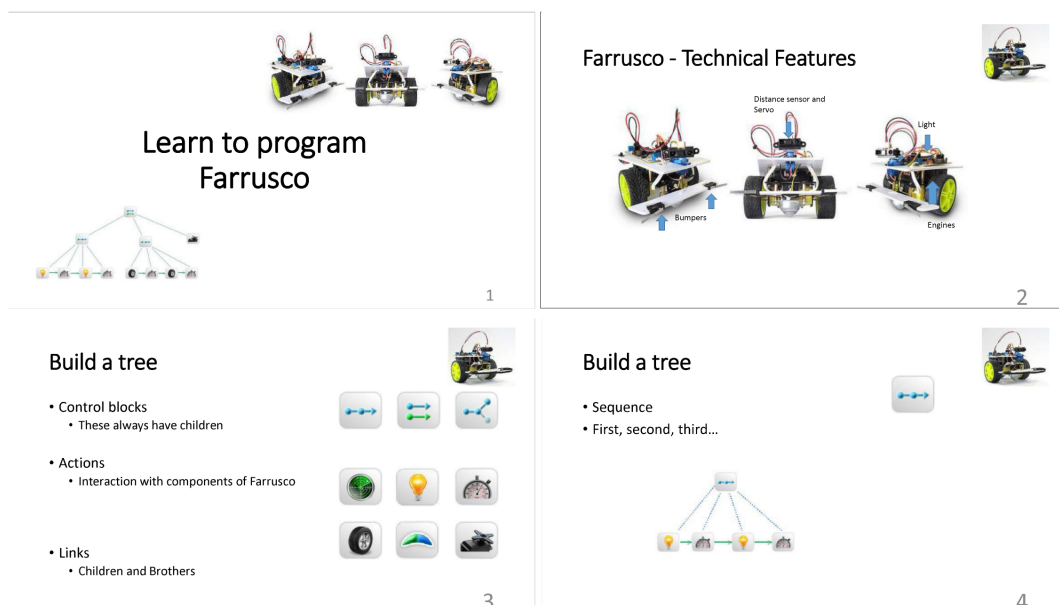 Learn to program
Farrusco
1
Farrusco - Technical Features
Distance sensor and
Servo
Light
Bumpers
Engines
2
Build a tree
• Control blocks
• These always have children
• Actions
• Interaction with components of Farrusco
• Links
• Children and Brothers
3
Build a tree
• Sequence
• First, second, third...
4